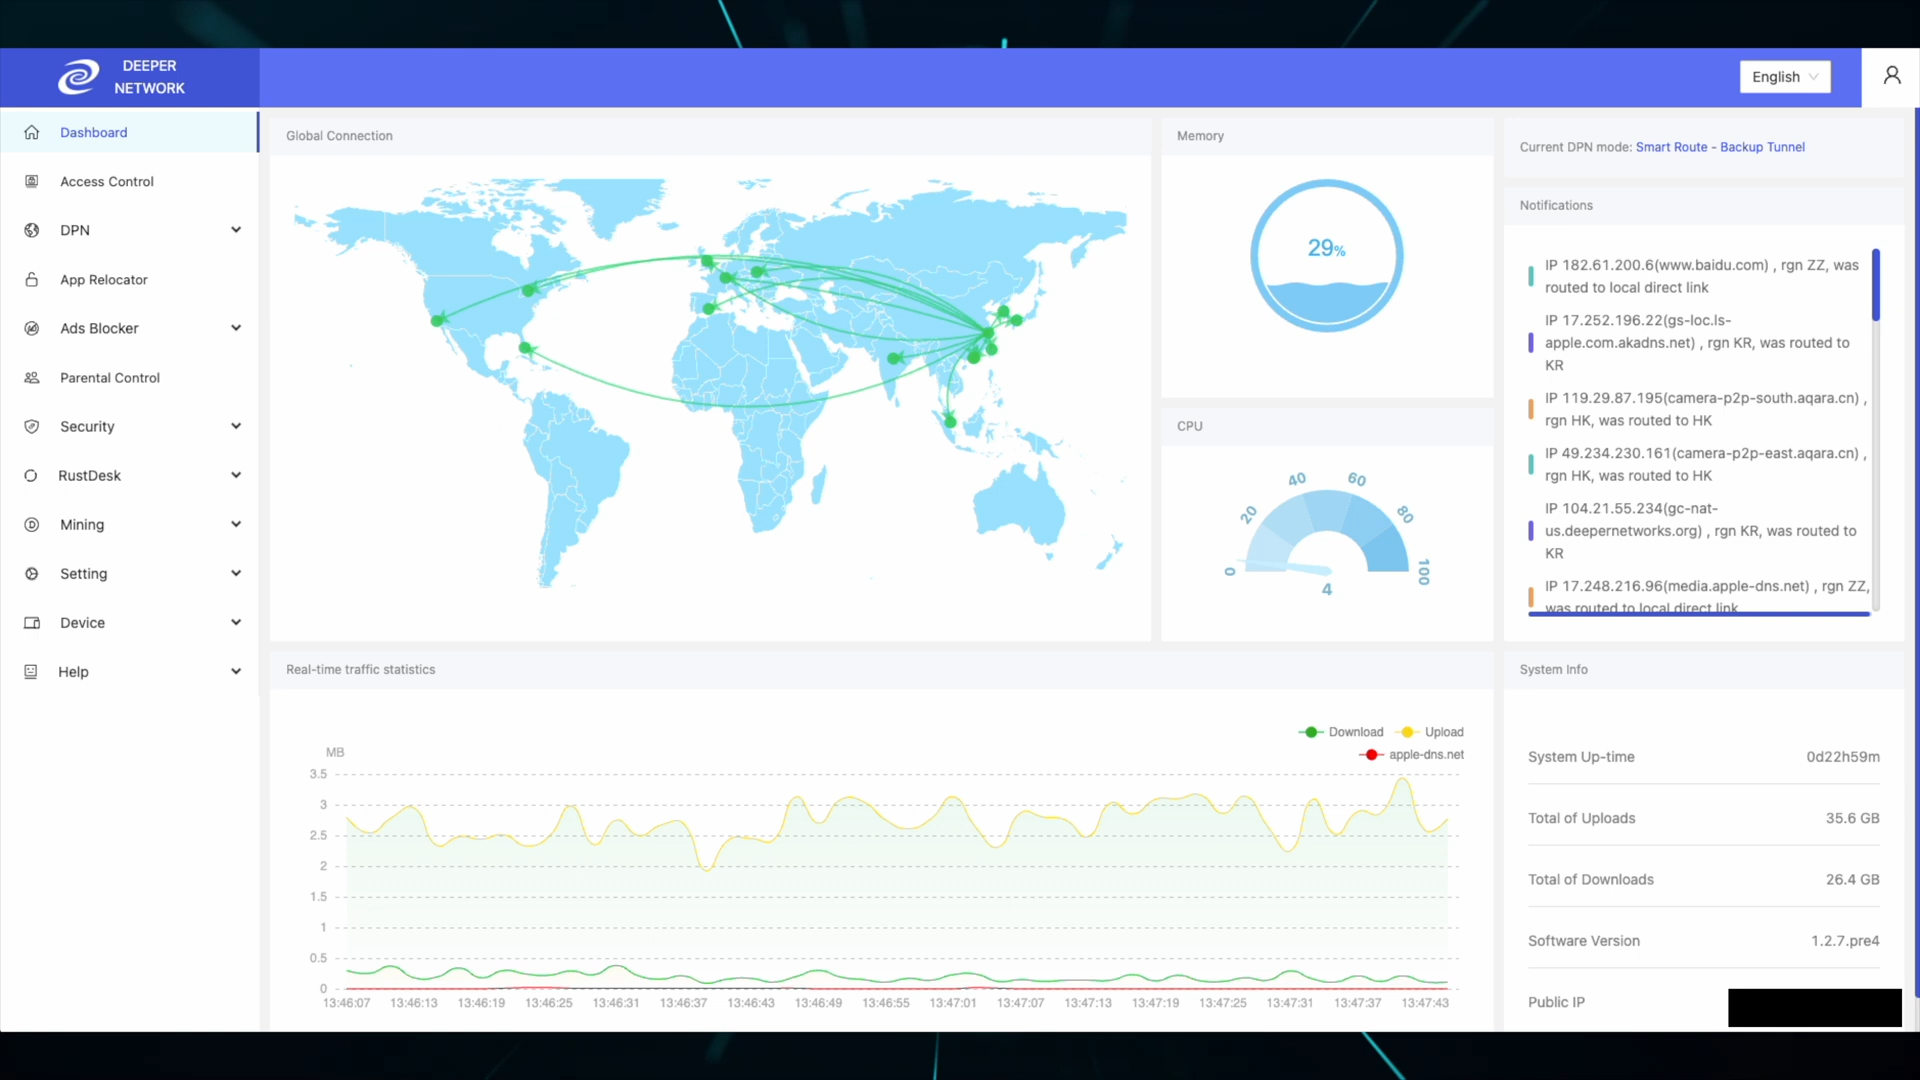 DEEPER
NETWORK
English
Dashboard
Access Control
DPN
App Relocator
Ads Blocker
Parental Control
Security
RustDesk
Mining
Setting
Device
Help
Global Connection
Memory
29%
CPU
0
20
40
60
80
100
4
Current DPN mode: Smart Route - Backup Tunnel
Notifications
IP 182.61.200.6(www.baidu.com) , rgn ZZ, was
routed to local direct link
IP 17.252.196.22(gs-loc.ls-
apple.com.akadns.net) , rgn KR, was routed to
KR
IP 119.29.87.195(camera-p2p-south.aqara.cn) ,
rgn HK, was routed to HK
IP 49.234.230.161(camera-p2p-east.aqara.cn) ,
rgn HK, was routed to HK
IP 104.21.55.234(gc-nat-
us.deepernetworks.org) , rgn KR, was routed to
KR
IP 17.248.216.96(media.apple-dns.net) , rgn ZZ,
was routed to local direct link
Real-time traffic statistics
Download
Upload
apple-dns.net
MB
3.5
3
2.5
2
1.5
1
0.5
0
13:46:07 13:46:13 13:46:19 13:46:25 13:46:31 13:46:37 13:46:43 13:46:49 13:46:55 13:47:01 13:47:07 13:47:13 13:47:19 13:47:25 13:47:31 13:47:37 13:47:43
System Info
System Up-time 0d22h59m
Total of Uploads 35.6 GB
Total of Downloads 26.4 GB
Software Version 1.2.7.pre4
Public IP